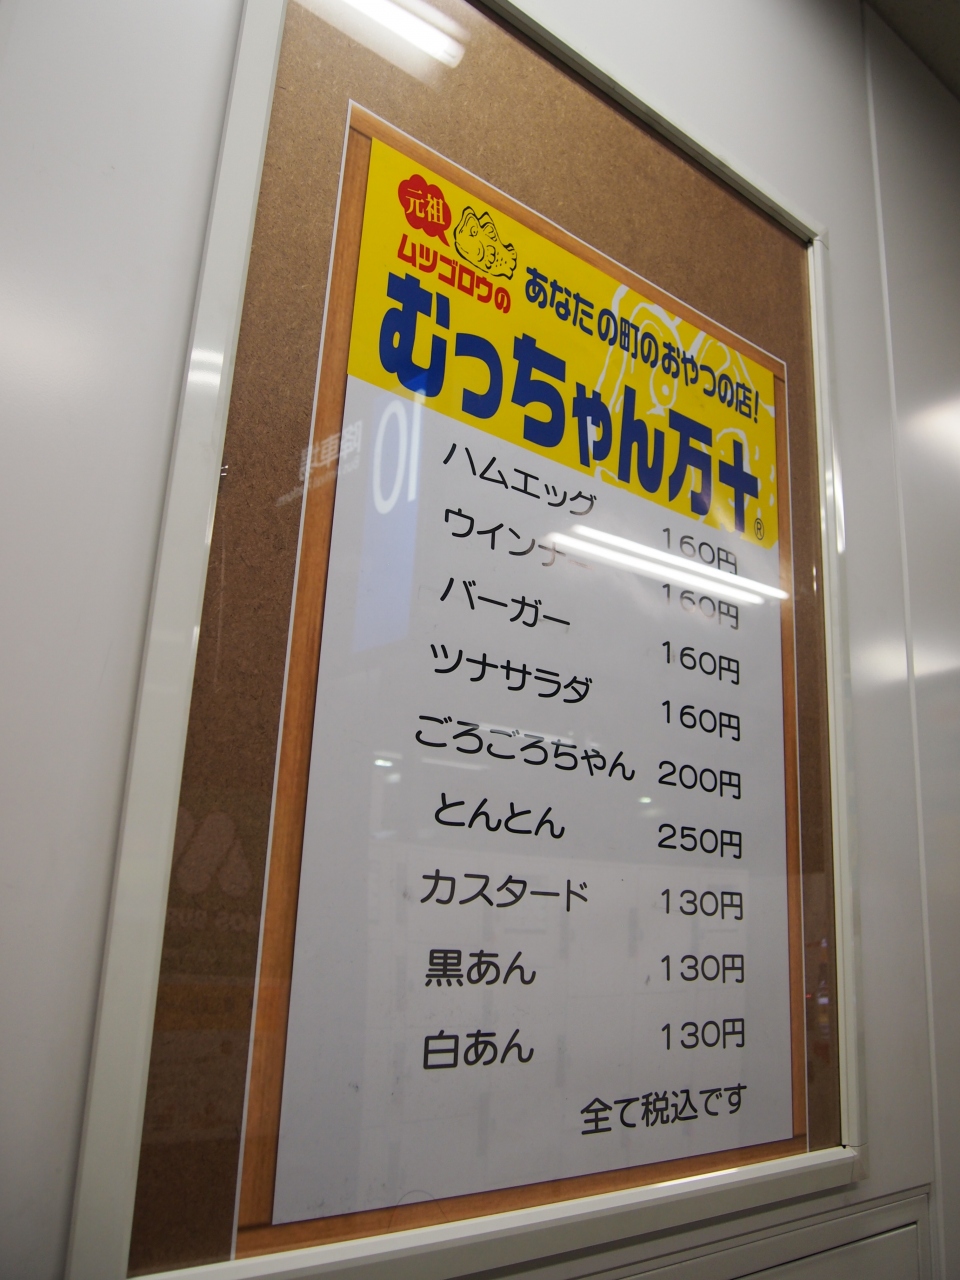 元祖
ムツゴロウの
あなたの町のおやつの店!
むっちゃん万十®
ハムエッグ 160円
ウインナー 160円
バーガー 160円
ツナサラダ 160円
ごろごろちゃん 200円
とんとん 250円
カスタード 130円
黒あん 130円
白あん 130円
全て税込です